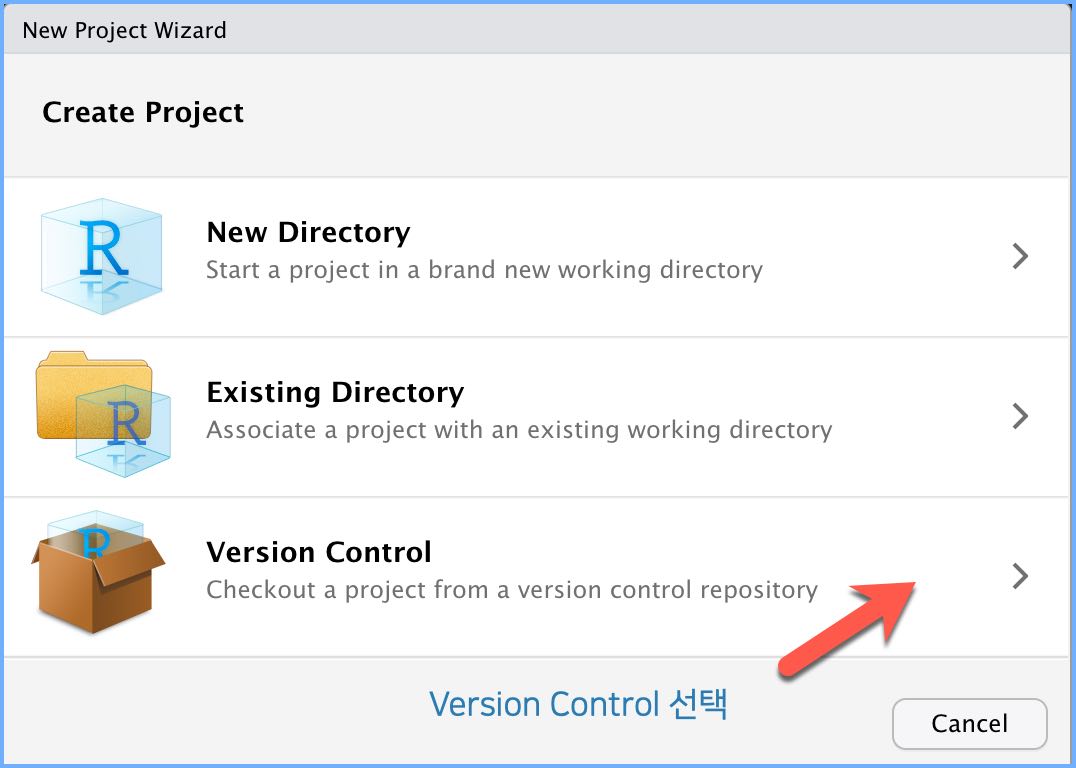 New Project Wizard
Create Project
R
New Directory
Start a project in a brand new working directory
R
Existing Directory
Associate a project with an existing working directory
R
Version Control
Checkout a project from a version control repository
Version Control 선택
Cancel